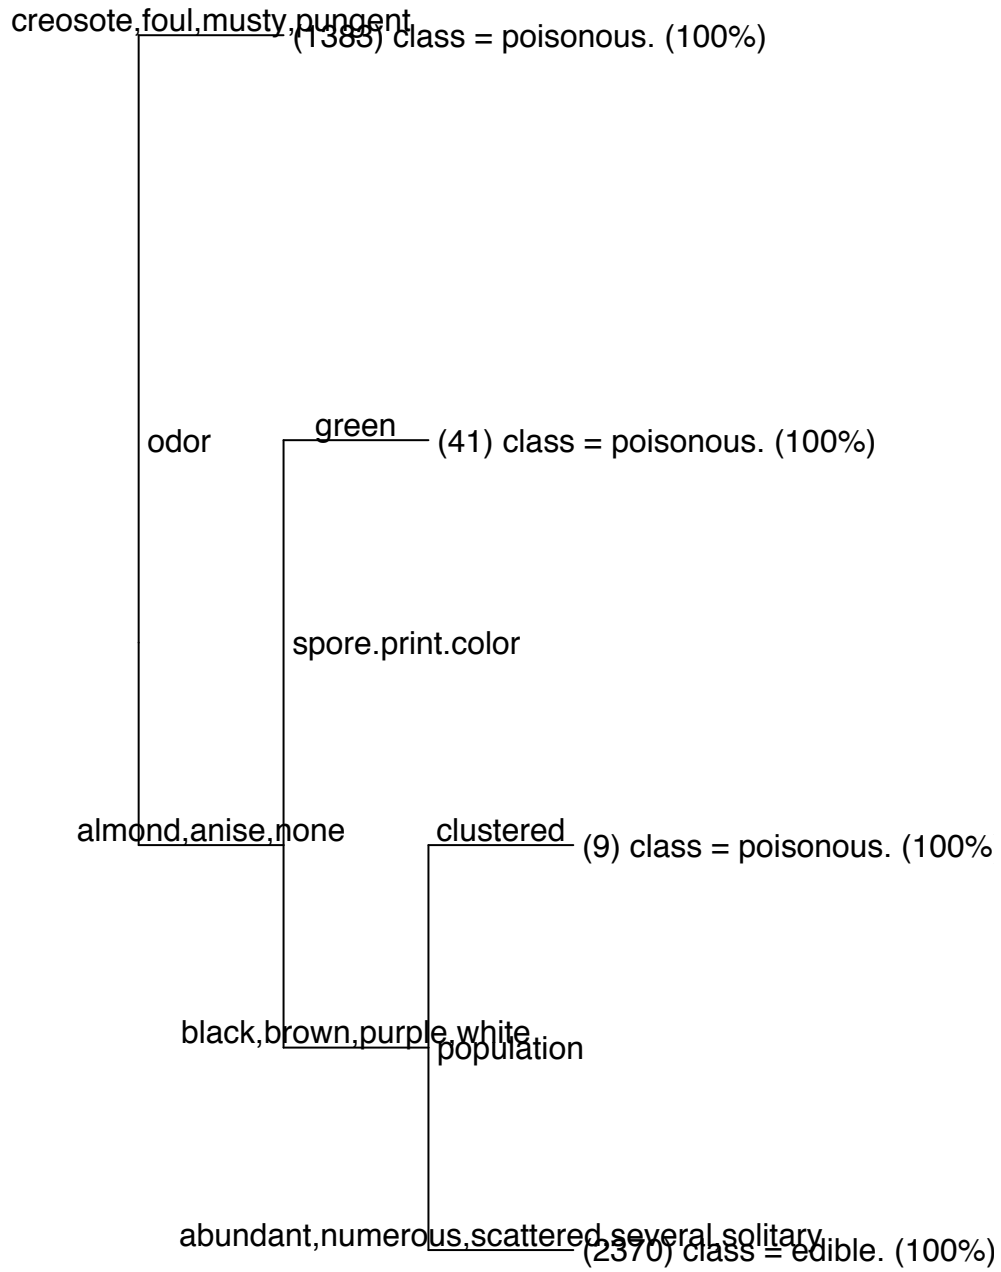 creosote,foul,musty,pungent
(1383) class = poisonous. (100%)
odor
green
(41) class = poisonous. (100%)
spore.print.color
almond,anise,none
clustered
(9) class = poisonous. (100%
black,brown,purple,white
population
abundant,numerous,scattered,several,solitary
(2370) class = edible. (100%)